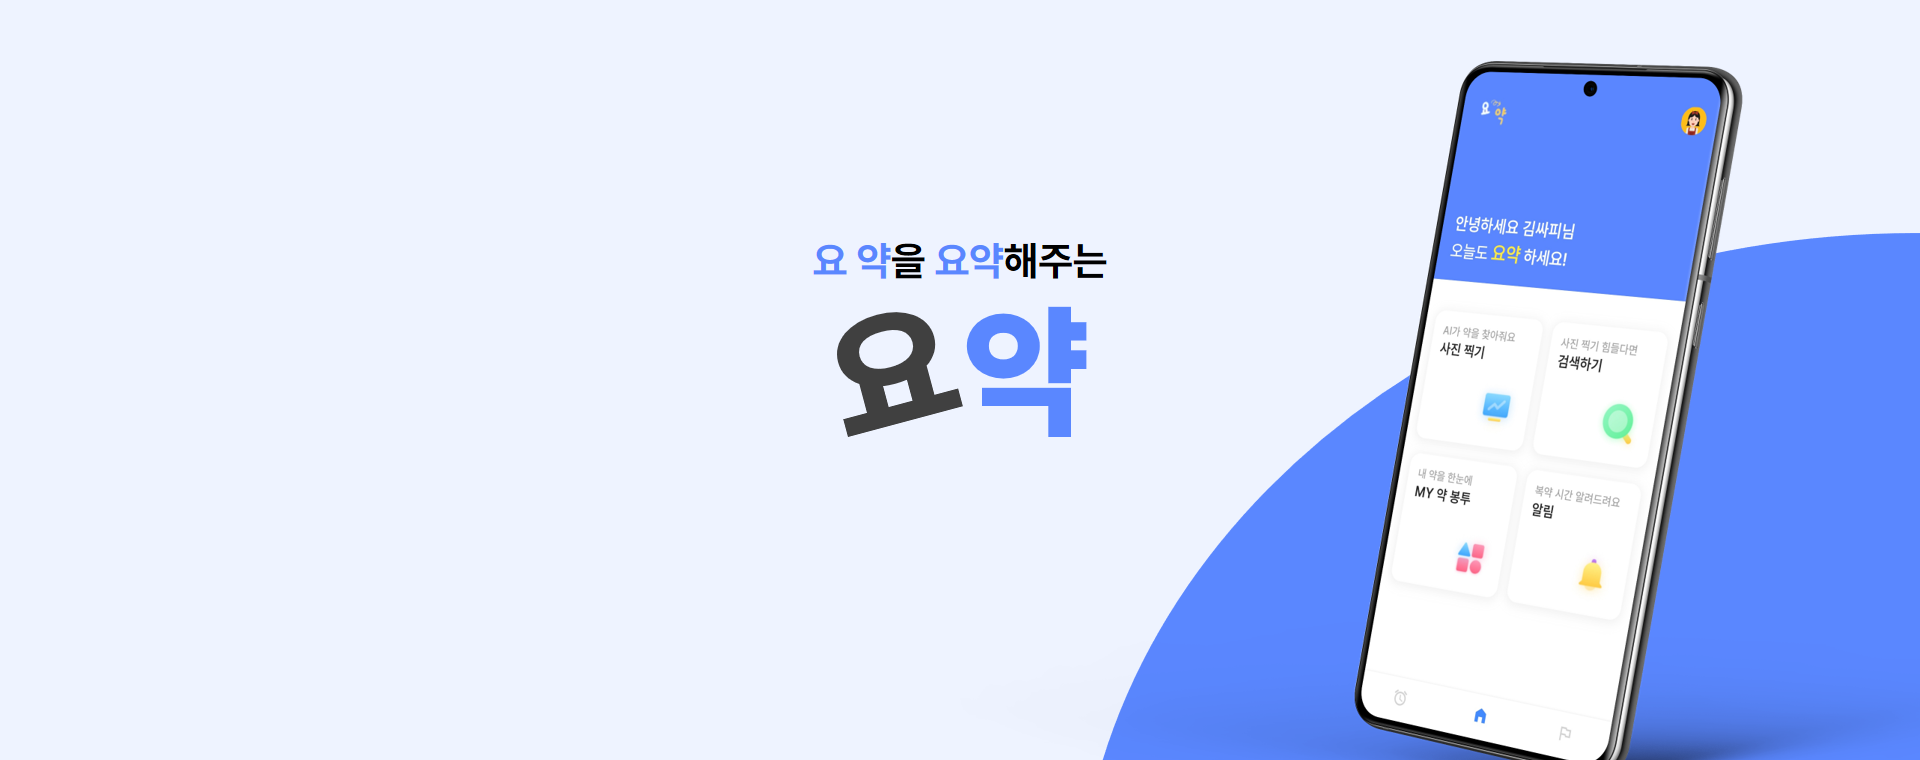 요 약을 요약해주는
요약
요약
안녕하세요 김싸피님
오늘도 요약 하세요!
AI가 약을 찾아줘요
사진 찍기
사진 찍기 힘들다면
검색하기
내 약을 한눈에
MY 약 봉투
복약 시간 알려드려요
알림